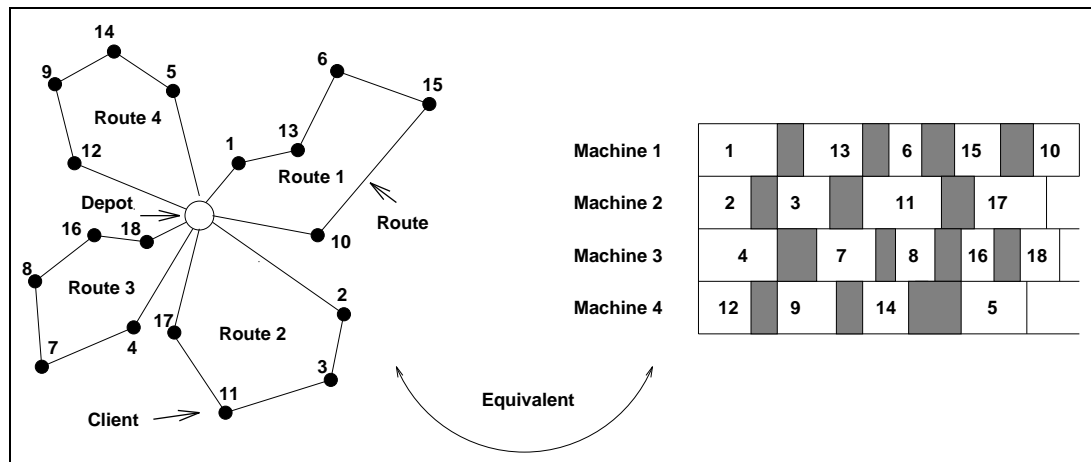 14
9
5
Route 4
12
6
15
13
1
Route 1
Route
10
Depot
16
18
8
Route 3
7
4
17
Route 2
2
3
11
Client
Equivalent
Machine 1 1 13 6 15 10
Machine 2 2 3 11 17
Machine 3 4 7 8 16 18
Machine 4 12 9 14 5